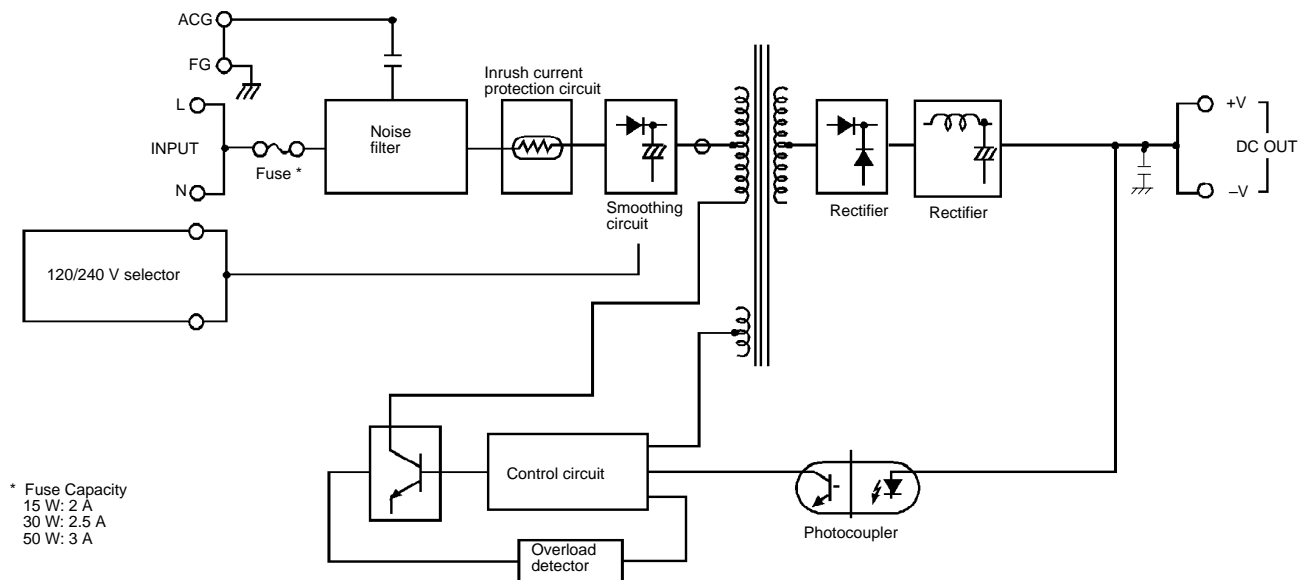 ACG
FG
L
INPUT
N
Fuse *
Noise
filter
Inrush current
protection circuit
Smoothing
circuit
Rectifier
Rectifier
+V
DC OUT
–V
120/240 V selector
Control circuit
Overload
detector
Photocoupler
* Fuse Capacity
15 W: 2 A
30 W: 2.5 A
50 W: 3 A